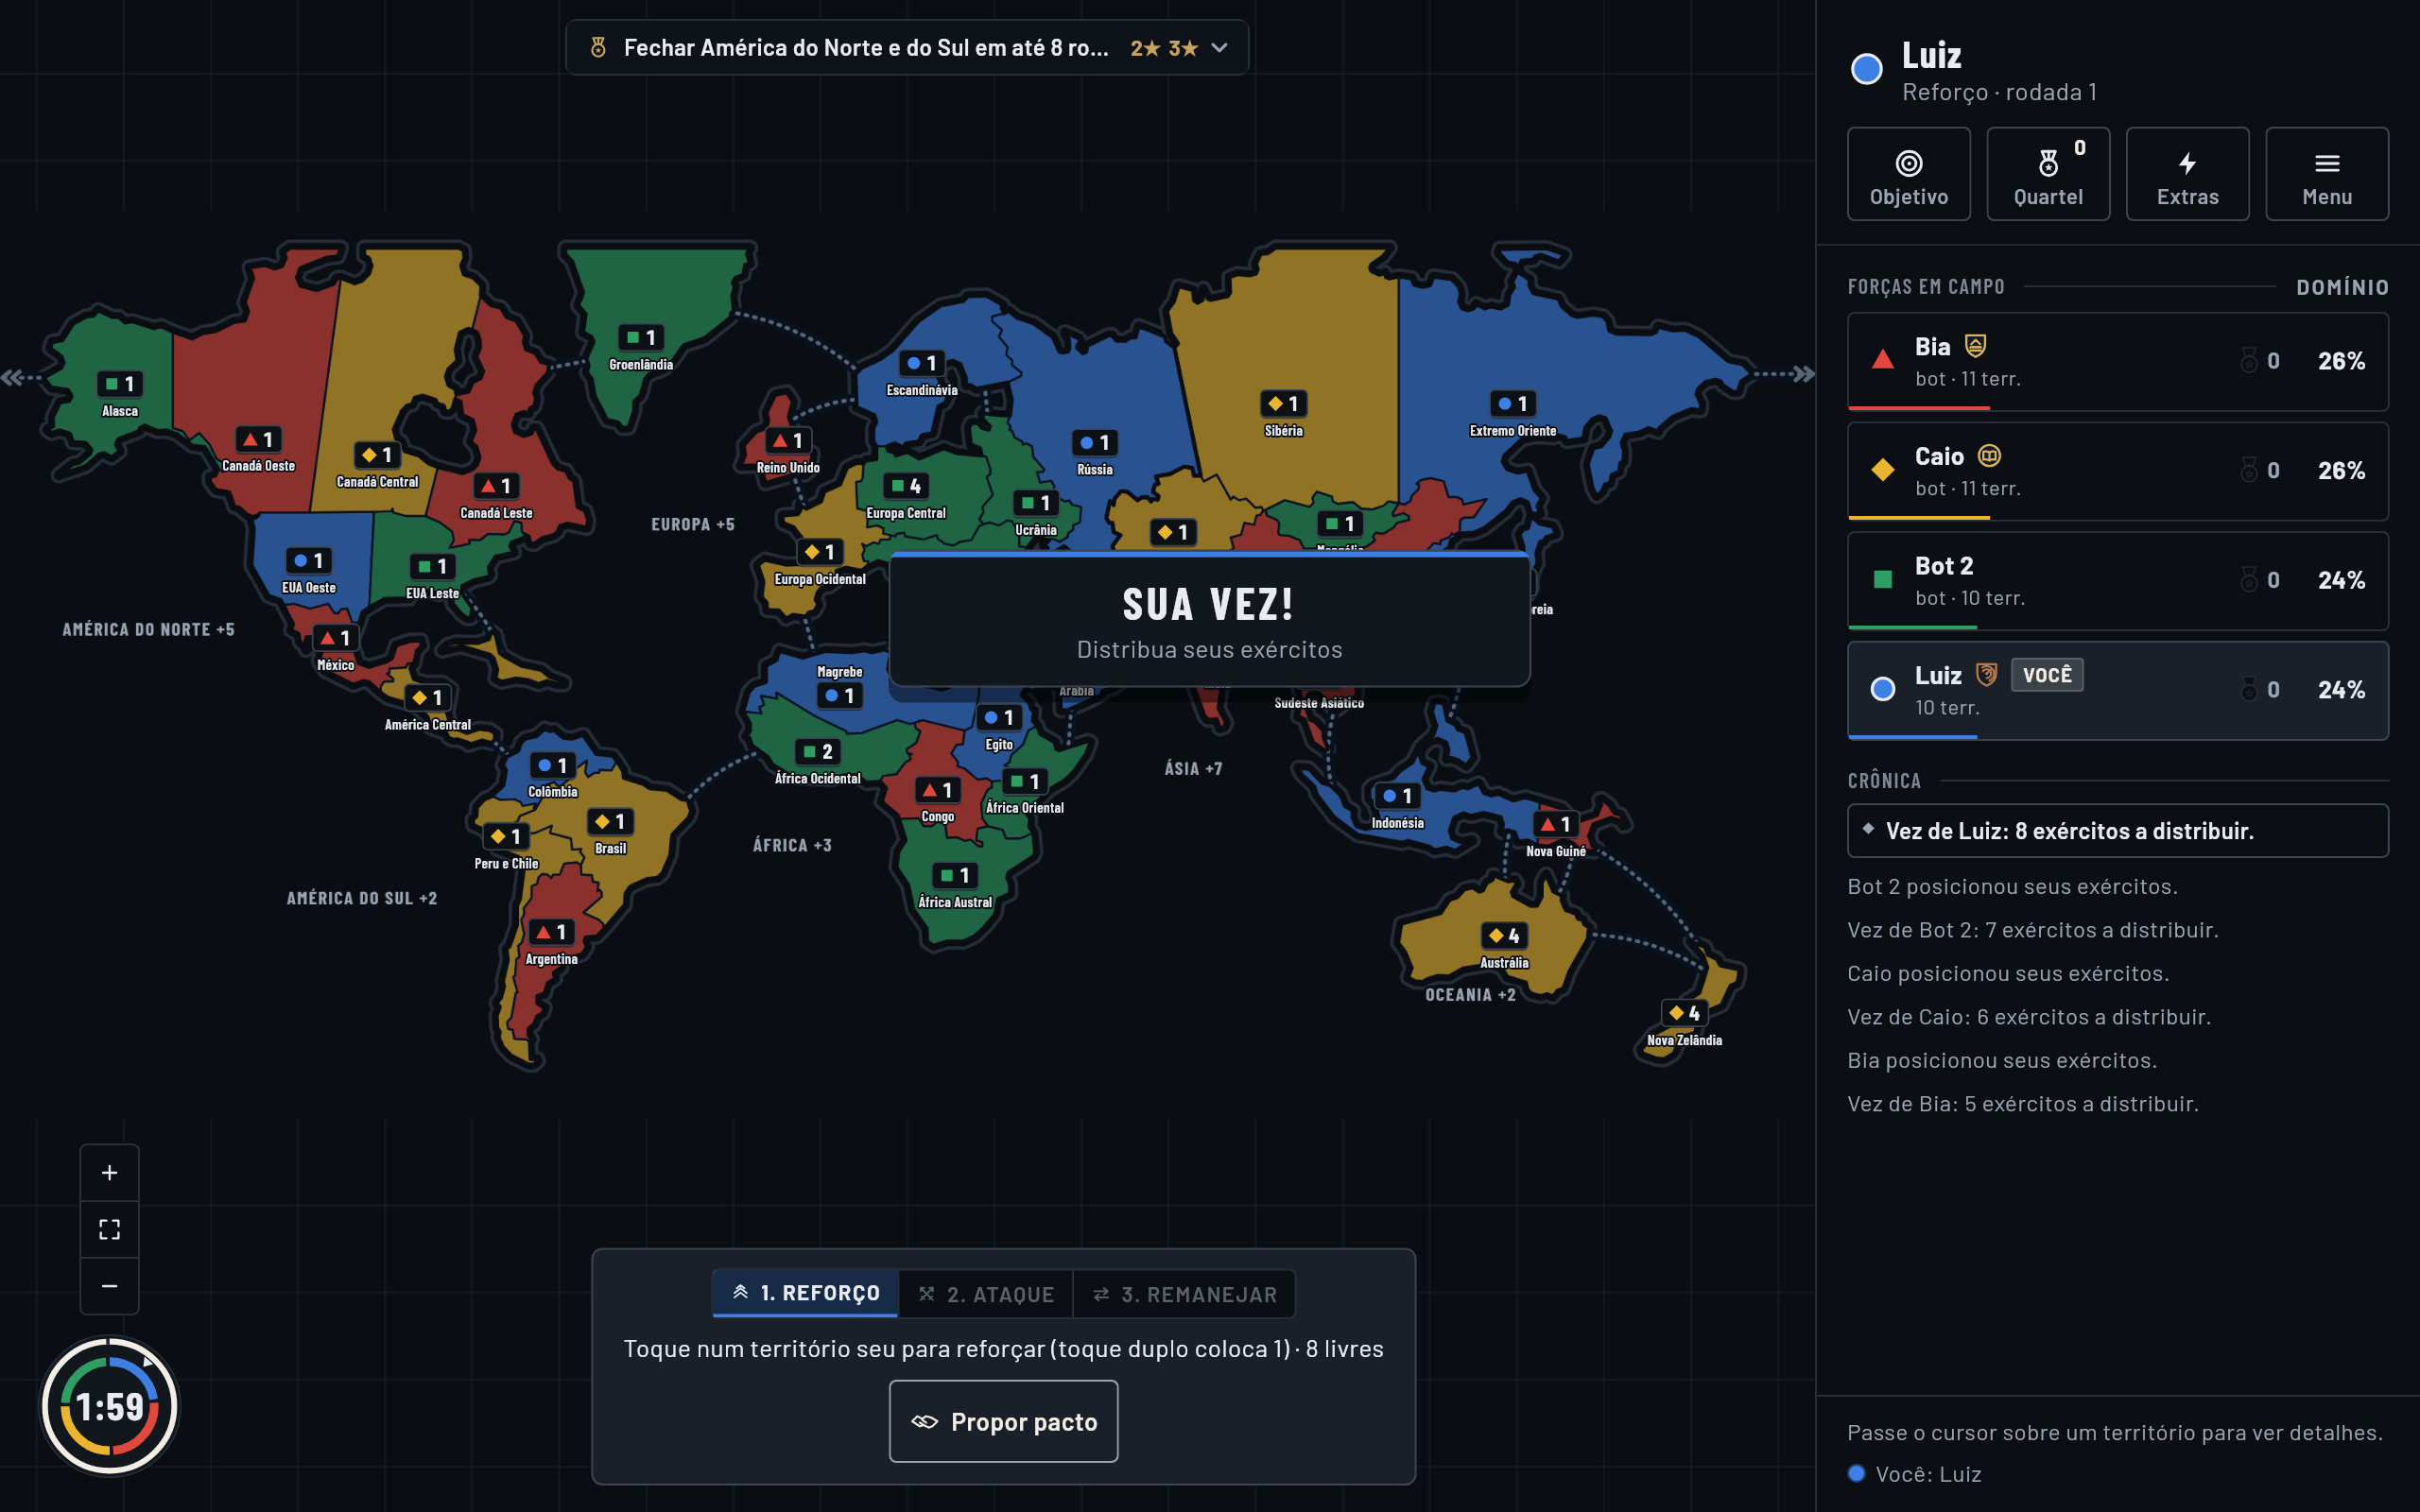 Fechar América do Norte e do Sul em até 8 ro... 2★ 3★
Luiz
Reforço · rodada 1
Objetivo
0
Quartel
Extras
Menu
FORÇAS EM CAMPO
DOMÍNIO
Bia
bot · 11 terr.
0
26%
Caio
bot · 11 terr.
0
26%
Bot 2
bot · 10 terr.
0
24%
Luiz
VOCÊ
10 terr.
0
24%
CRÔNICA
Vez de Luiz: 8 exércitos a distribuir.
Bot 2 posicionou seus exércitos.
Vez de Bot 2: 7 exércitos a distribuir.
Caio posicionou seus exércitos.
Vez de Caio: 6 exércitos a distribuir.
Bia posicionou seus exércitos.
Vez de Bia: 5 exércitos a distribuir.
Passe o cursor sobre um território para ver detalhes.
Você: Luiz
1
Alasca
1
Canadá Oeste
1
Canadá Central
1
Canadá Leste
1
Groenlândia
1
EUA Oeste
1
EUA Leste
1
México
1
América Central
AMÉRICA DO NORTE +5
1
Colômbia
1
Peru e Chile
1
Brasil
1
Argentina
AMÉRICA DO SUL +2
1
Escandinávia
1
Reino Unido
4
Europa Central
1
Ucrânia
1
Rússia
1
Europa Ocidental
EUROPA +5
1
Sibéria
1
Extremo Oriente
1
1
SUA VEZ!
Distribua seus exércitos
Arábia
Sudeste Asiático
ÁSIA +7
Magrebe
1
1
Egito
2
África Ocidental
1
Congo
1
África Oriental
1
África Austral
ÁFRICA +3
1
Indonésia
1
Nova Guiné
4
Austrália
4
Nova Zelândia
OCEANIA +2
+
−
1:59
1. REFORÇO
2. ATAQUE
3. REMANEJAR
Toque num território seu para reforçar (toque duplo coloca 1) · 8 livres
Propor pacto